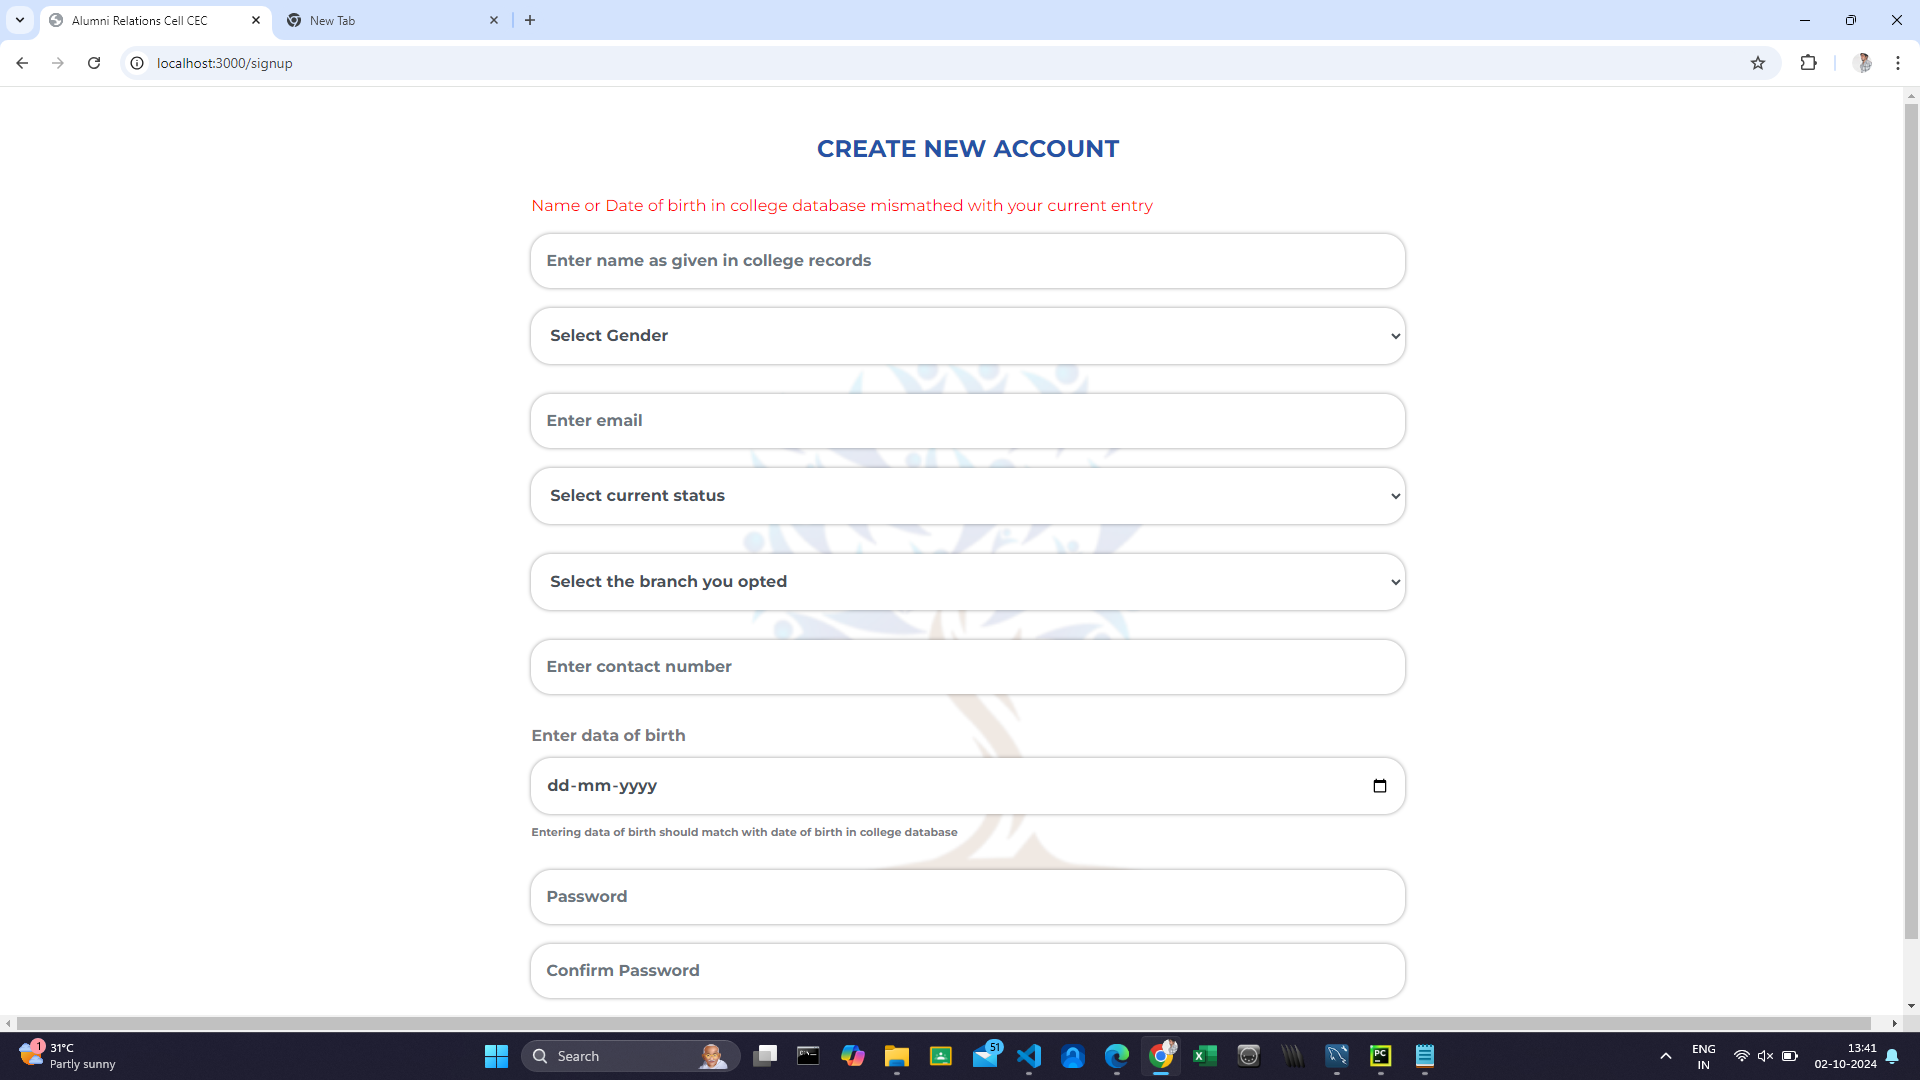 Alumni Relations Cell CEC
New Tab
localhost:3000/signup
CREATE NEW ACCOUNT
Name or Date of birth in college database mismathed with your current entry
Enter name as given in college records
Select Gender
Enter email
Select current status
Select the branch you opted
Enter contact number
Enter data of birth
dd-mm-yyyy
Entering data of birth should match with date of birth in college database
Password
Confirm Password
1
31°C
Partly sunny
Search
51
PC
ENG
IN
13:41
02-10-2024